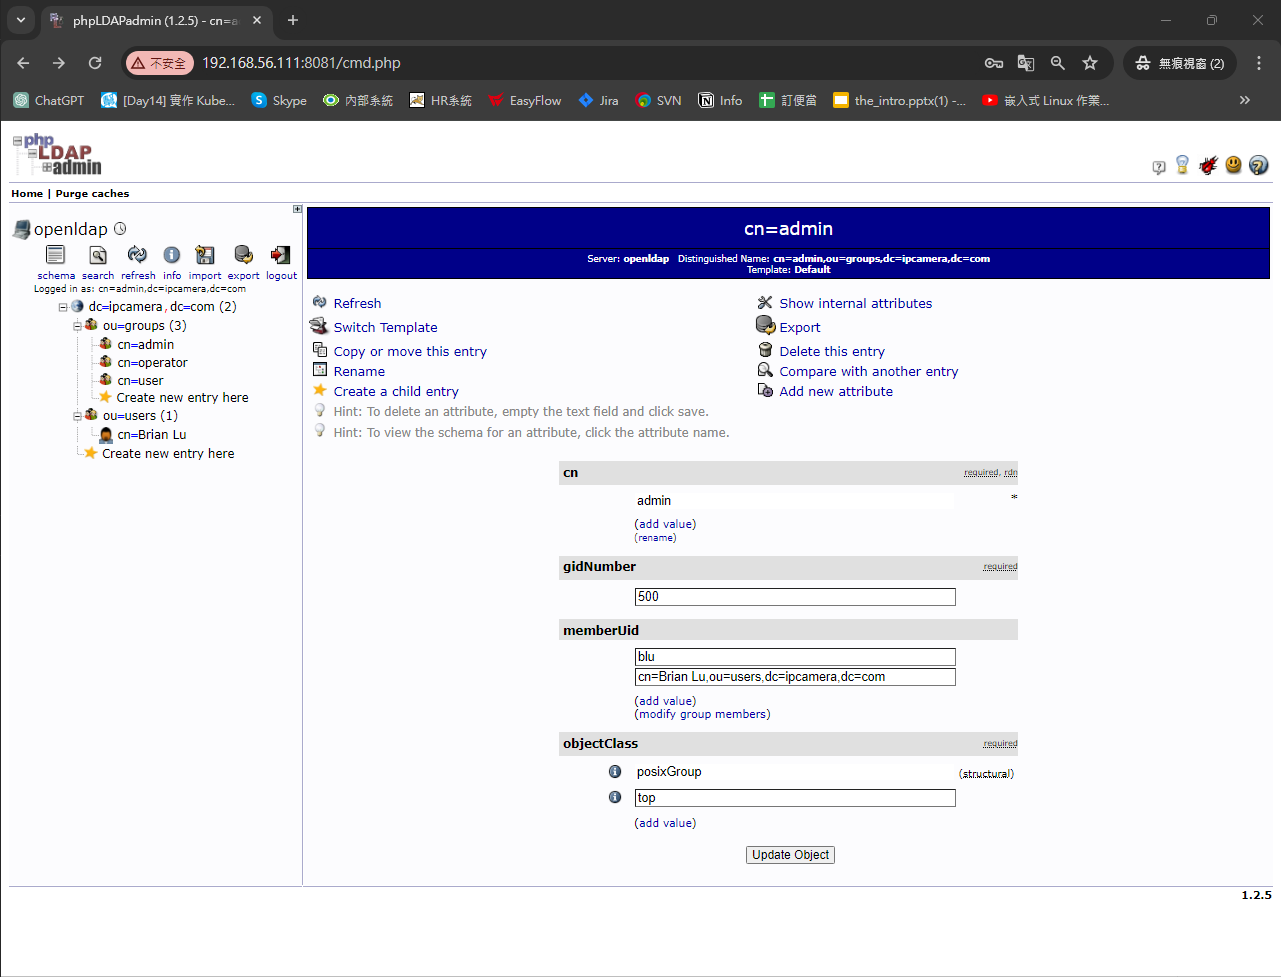 phpLDAPadmin (1.2.5) - cn=a
不安全 192.168.56.111:8081/cmd.php 無痕視窗 (2)
ChatGPT [Day14] 實作 Kube... Skype 內部系統 HR系統 EasyFlow Jira SVN Info 訂便當 the_intro.pptx(1) -... 嵌入式 Linux 作業...
php
LDAP
admin
Home | Purge caches
openldap
schema search refresh info import export logout
Logged in as: cn=admin,dc=ipcamera,dc=com
dc=ipcamera,dc=com (2)
ou=groups (3)
cn=admin
cn=operator
cn=user
Create new entry here
ou=users (1)
cn=Brian Lu
Create new entry here
cn=admin
Server: openldap Distinguished Name: cn=admin,ou=groups,dc=ipcamera,dc=com
Template: Default
Refresh Show internal attributes
Switch Template Export
Copy or move this entry Delete this entry
Rename Compare with another entry
Create a child entry Add new attribute
Hint: To delete an attribute, empty the text field and click save.
Hint: To view the schema for an attribute, click the attribute name.
cn required, rdn
admin *
(add value)
(rename)
gidNumber required
500
memberUid
blu
cn=Brian Lu,ou=users,dc=ipcamera,dc=com
(add value)
(modify group members)
objectClass required
posixGroup (structural)
top
(add value)
Update Object
1.2.5